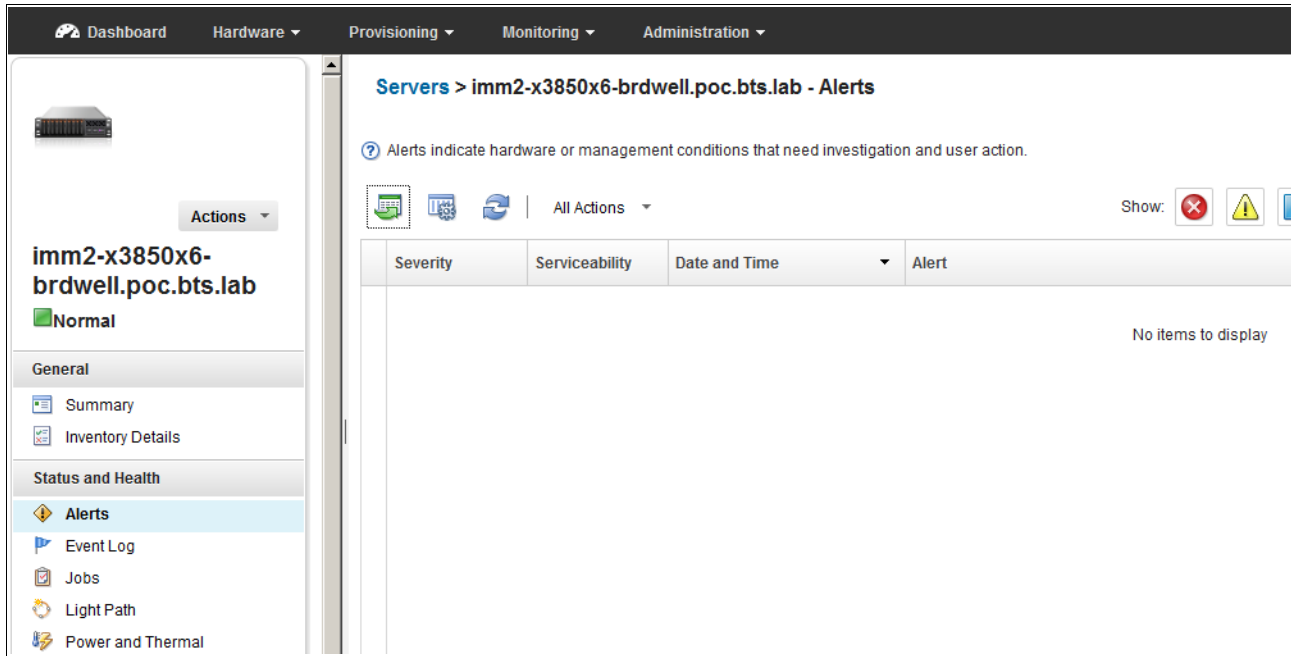 Dashboard Hardware Provisioning Monitoring Administration
Servers > imm2-x3850x6-brdwell.poc.bts.lab - Alerts
? Alerts indicate hardware or management conditions that need investigation and user action.
Actions
All Actions
Show:
imm2-x3850x6-
brdwell.poc.bts.lab
Normal
Severity Serviceability Date and Time Alert
No items to display
General
Summary
Inventory Details
Status and Health
Alerts
Event Log
Jobs
Light Path
Power and Thermal